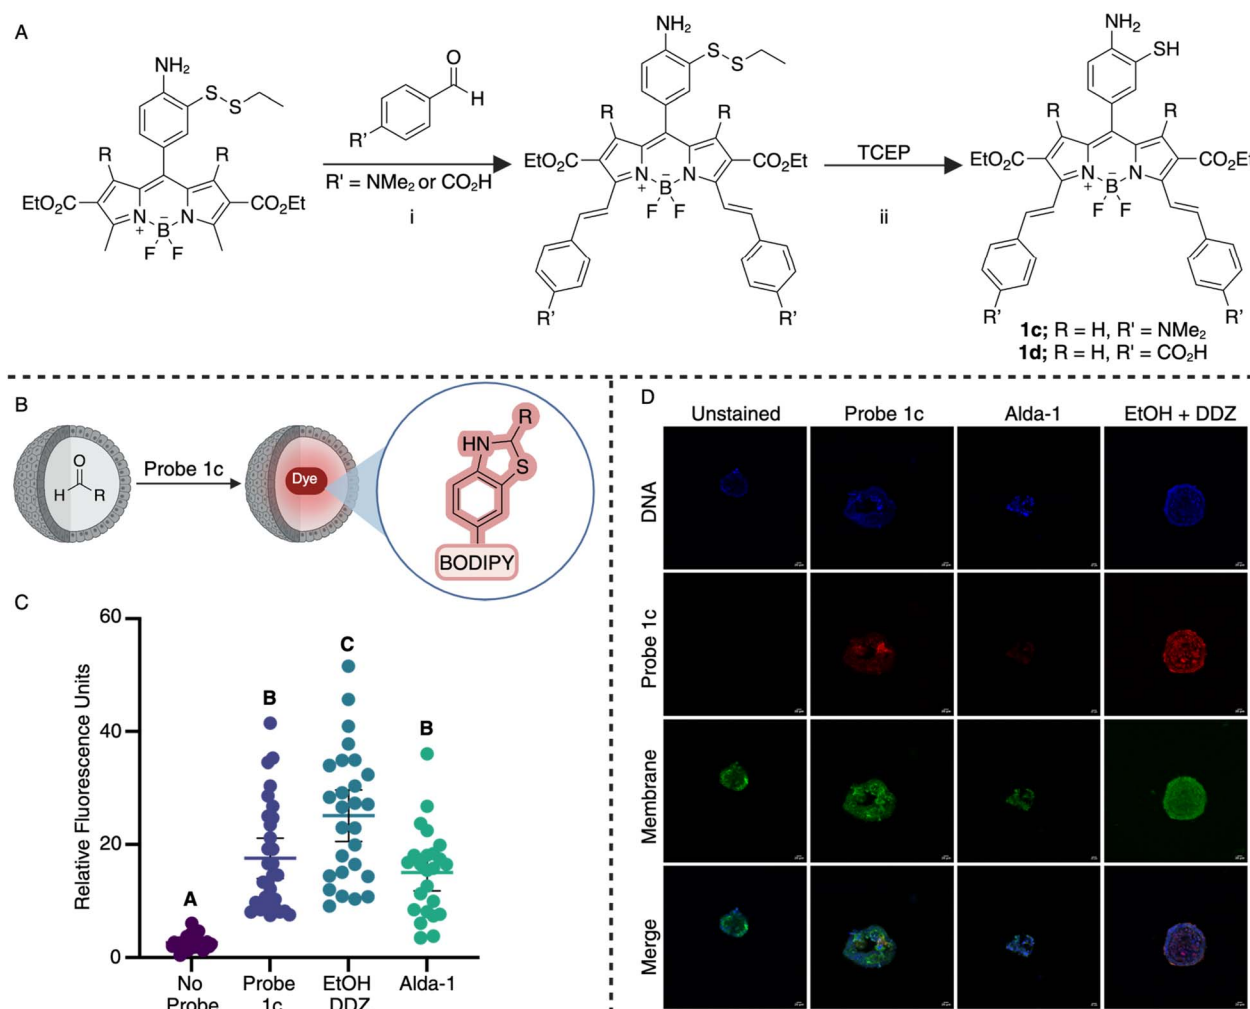 A
NH₂
S
S
R
R
EtO₂C
CO₂Et
N
N
+
B
−
F
F
O
H
R'
R' = NMe₂ or CO₂H
i
NH₂
S
S
R
R
EtO₂C
CO₂Et
N
N
+
B
−
F
F
R'
R'
TCEP
ii
NH₂
SH
R
R
EtO₂C
CO₂Et
N
N
+
B
−
F
F
R'
R'
1c; R = H, R' = NMe₂
1d; R = H, R' = CO₂H
B
O
H
R
Probe 1c
Dye
R
HN
S
BODIPY
C
Relative Fluorescence Units
60
40
20
0
A
B
C
B
No Probe
Probe 1c
EtOH DDZ
Alda-1
D
Unstained
Probe 1c
Alda-1
EtOH + DDZ
DNA
Probe 1c
Membrane
Merge